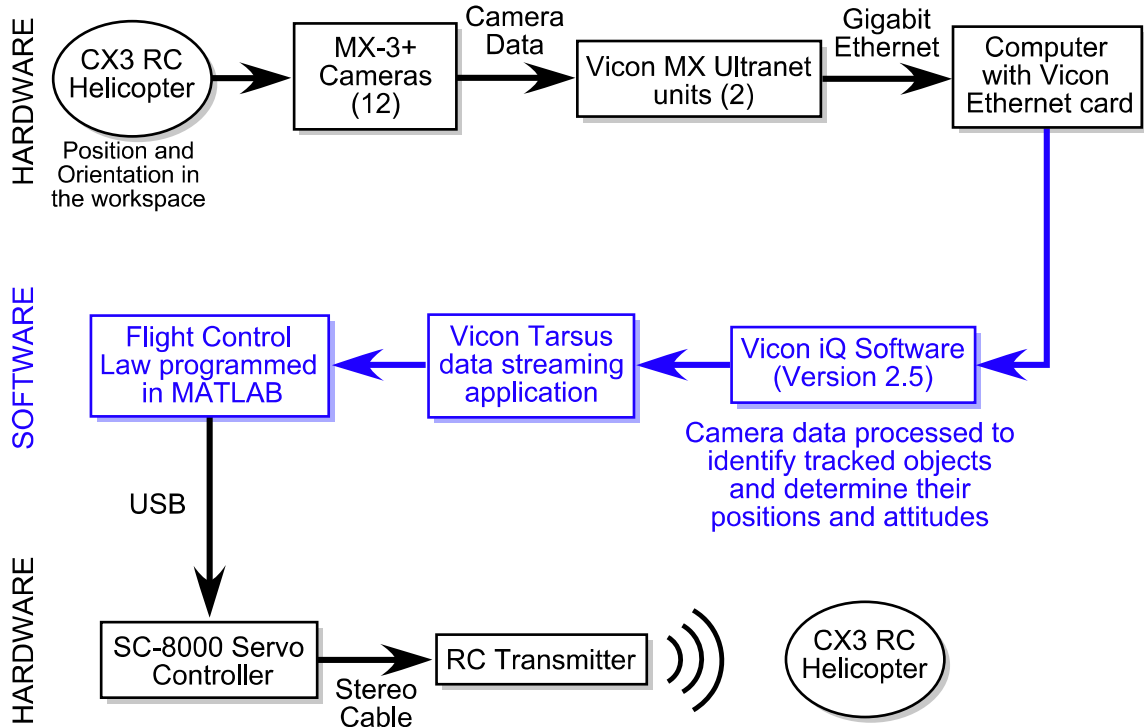 HARDWARE
CX3 RC
Helicopter
Position and
Orientation in
the workspace
MX-3+
Cameras
(12)
Camera
Data
Vicon MX Ultranet
units (2)
Gigabit
Ethernet
Computer
with Vicon
Ethernet card
SOFTWARE
Flight Control
Law programmed
in MATLAB
Vicon Tarsus
data streaming
application
Vicon iQ Software
(Version 2.5)
Camera data processed to
identify tracked objects
and determine their
positions and attitudes
USB
HARDWARE
SC-8000 Servo
Controller
Stereo
Cable
RC Transmitter
CX3 RC
Helicopter